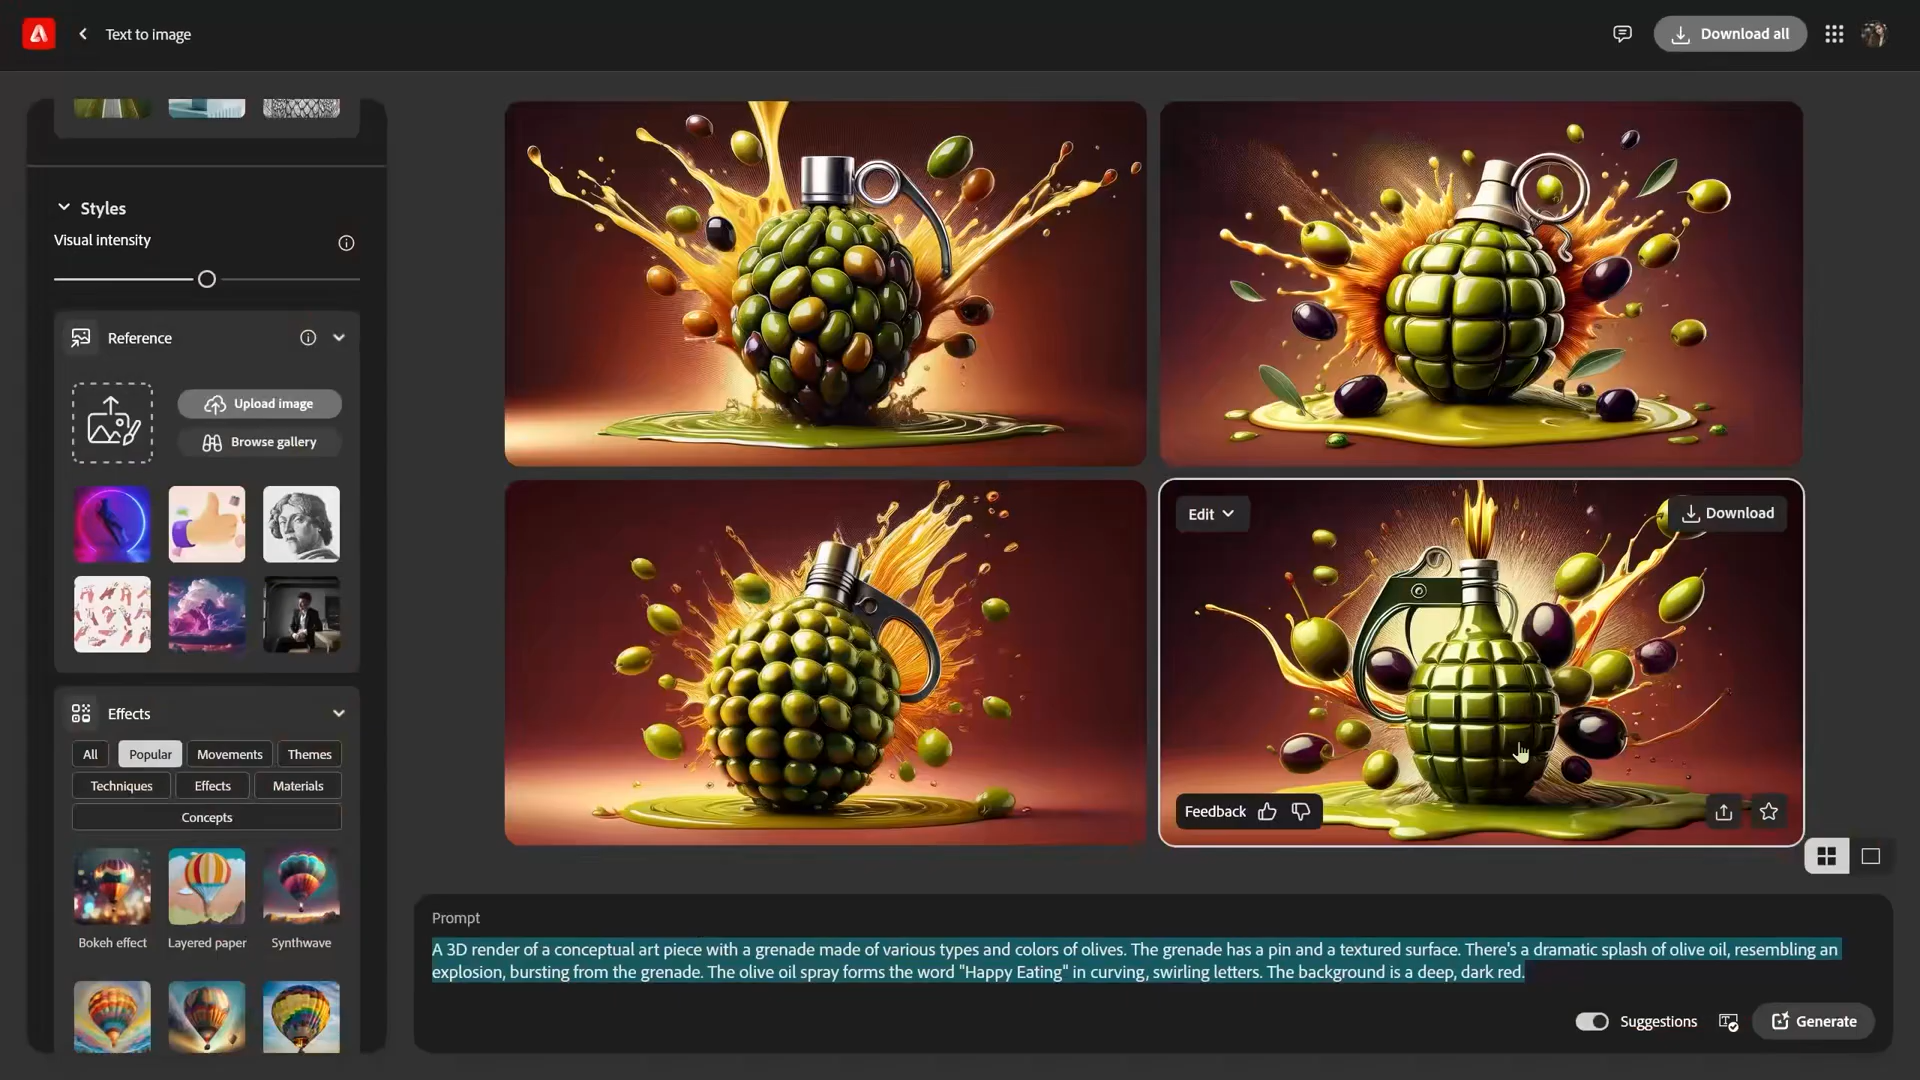 Text to image
Download all
Styles
Visual intensity
Reference
Upload image
Browse gallery
Effects
All
Popular
Movements
Themes
Techniques
Effects
Materials
Concepts
Bokeh effect
Layered paper
Synthwave
Edit
Download
Feedback
Prompt
A 3D render of a conceptual art piece with a grenade made of various types and colors of olives. The grenade has a pin and a textured surface. There's a dramatic splash of olive oil, resembling an
explosion, bursting from the grenade. The olive oil spray forms the word "Happy Eating" in curving, swirling letters. The background is a deep, dark red.
Suggestions
Generate